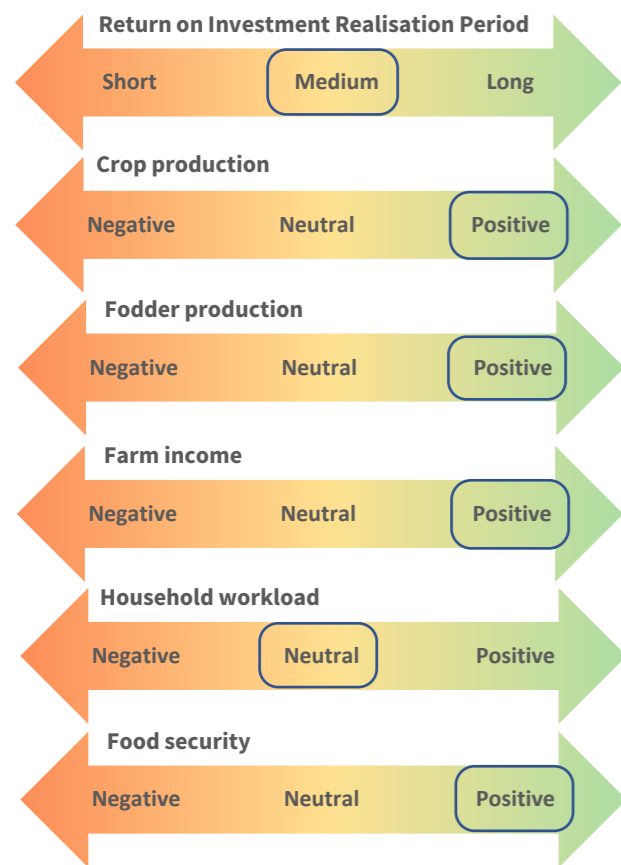 Return on Investment Realisation Period
Short Medium Long
Crop production
Negative Neutral Positive
Fodder production
Negative Neutral Positive
Farm income
Negative Neutral Positive
Household workload
Negative Neutral Positive
Food security
Negative Neutral Positive